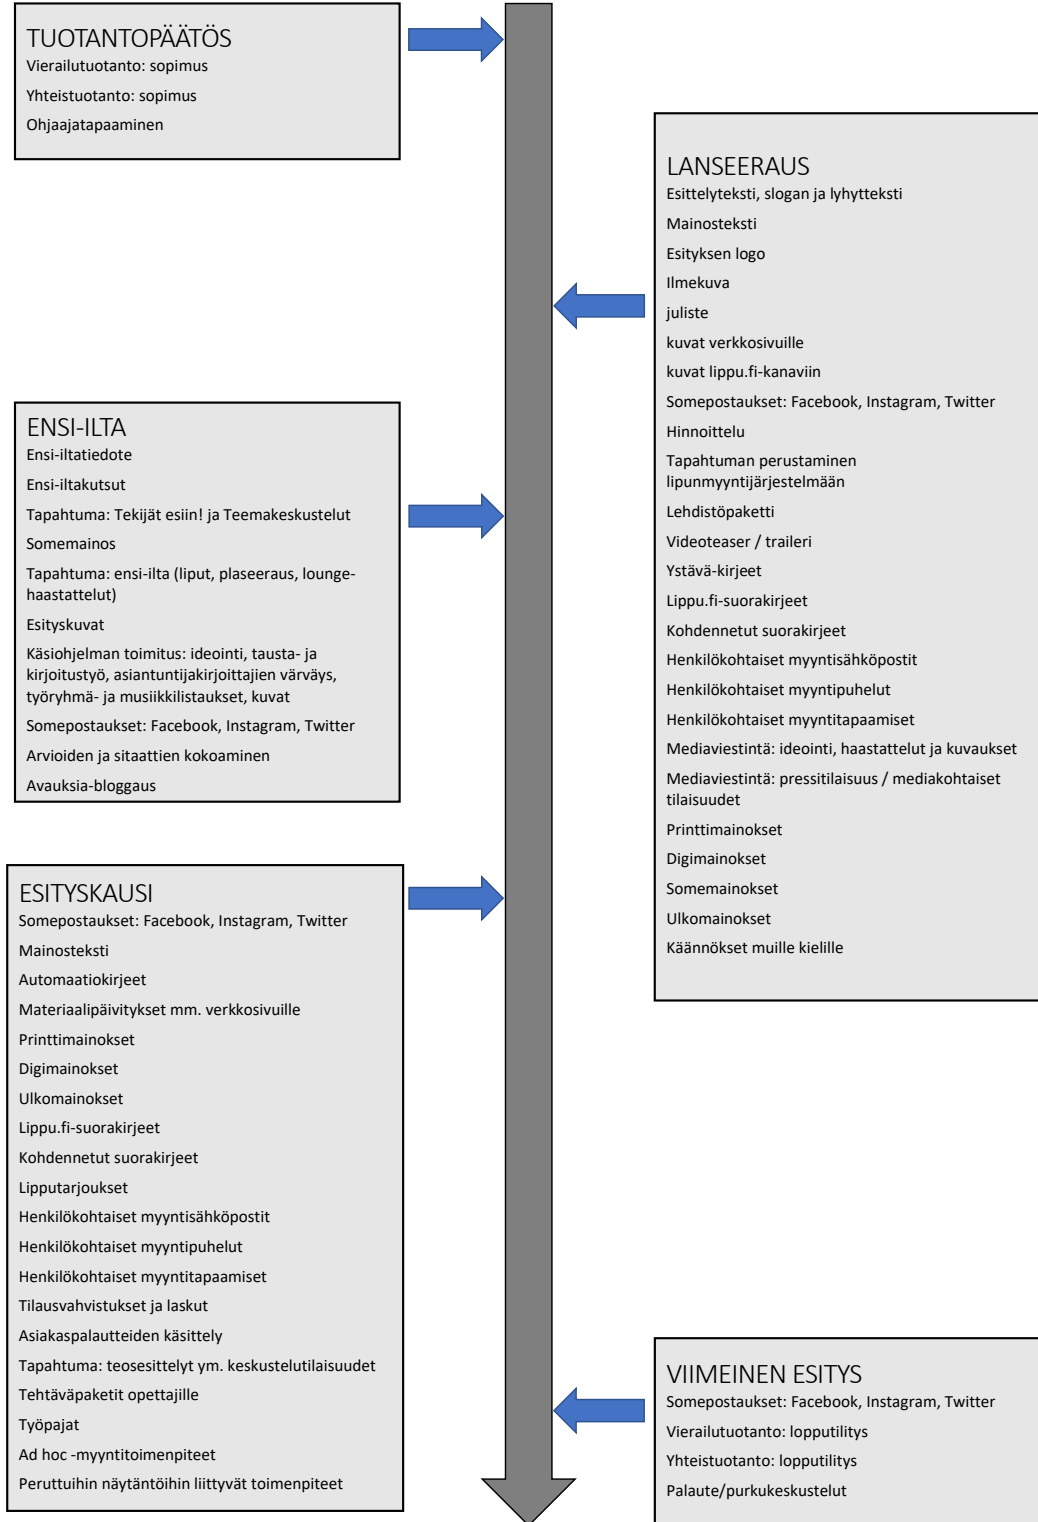 TUOTANTOPÄÄTÖS
Vierailutuotanto: sopimus
Yhteistuotanto: sopimus
Ohjaajatapaaminen
LANSEERAUS
Esittelyteksti, slogan ja lyhytteksti
Mainosteksti
Esityksen logo
Ilmekuva
juliste
kuvat verkkosivuille
kuvat lippu.fi-kanaviin
Somepostaukset: Facebook, Instagram, Twitter
Hinnoittelu
Tapahtuman perustaminen
lipunmyyntijärjestelmään
Lehdistöpaketti
Videoteaser / traileri
Ystävä-kirjeet
Lippu.fi-suorakirjeet
Kohdennetut suorakirjeet
Henkilökohtaiset myyntisähköpostit
Henkilökohtaiset myyntipuhelut
Henkilökohtaiset myyntitapaamiset
Mediaviestintä: ideointi, haastattelut ja kuvaukset
Mediaviestintä: pressitilaisuus / mediakohtaiset
tilaisuudet
Printtimainokset
Digimainokset
Somemainokset
Ulkomainokset
Käännökset muille kielille
ENSI-ILTA
Ensi-iltatiedote
Ensi-iltakutsut
Tapahtuma: Tekijät esiin! ja Teemakeskustelut
Somemainos
Tapahtuma: ensi-ilta (liput, plaseeraus, lounge-
haastattelut)
Esityskuvat
Käsiohjelman toimitus: ideointi, tausta- ja
kirjoitustyö, asiantuntijakirjoittajien värväys,
työryhmä- ja musiikkilistaukset, kuvat
Somepostaukset: Facebook, Instagram, Twitter
Arvioiden ja sitaattien kokoaminen
Avauksia-bloggaus
ESITYSKAUSI
Somepostaukset: Facebook, Instagram, Twitter
Mainosteksti
Automaatiokirjeet
Materiaalipäivitykset mm. verkkosivuille
Printtimainokset
Digimainokset
Ulkomainokset
Lippu.fi-suorakirjeet
Kohdennetut suorakirjeet
Lipputarjoukset
Henkilökohtaiset myyntisähköpostit
Henkilökohtaiset myyntipuhelut
Henkilökohtaiset myyntitapaamiset
Tilausvahvistukset ja laskut
Asiakaspalautteiden käsittely
Tapahtuma: teosesittelyt ym. keskustelutilaisuudet
Tehtäväpaketit opettajille
Työpajat
Ad hoc -myyntitoimenpiteet
Peruttuihin näytäntöihin liittyvät toimenpiteet
VIIMEINEN ESITYS
Somepostaukset: Facebook, Instagram, Twitter
Vierailutuotanto: lopputilitys
Yhteistuotanto: lopputilitys
Palaute/purkukeskustelut